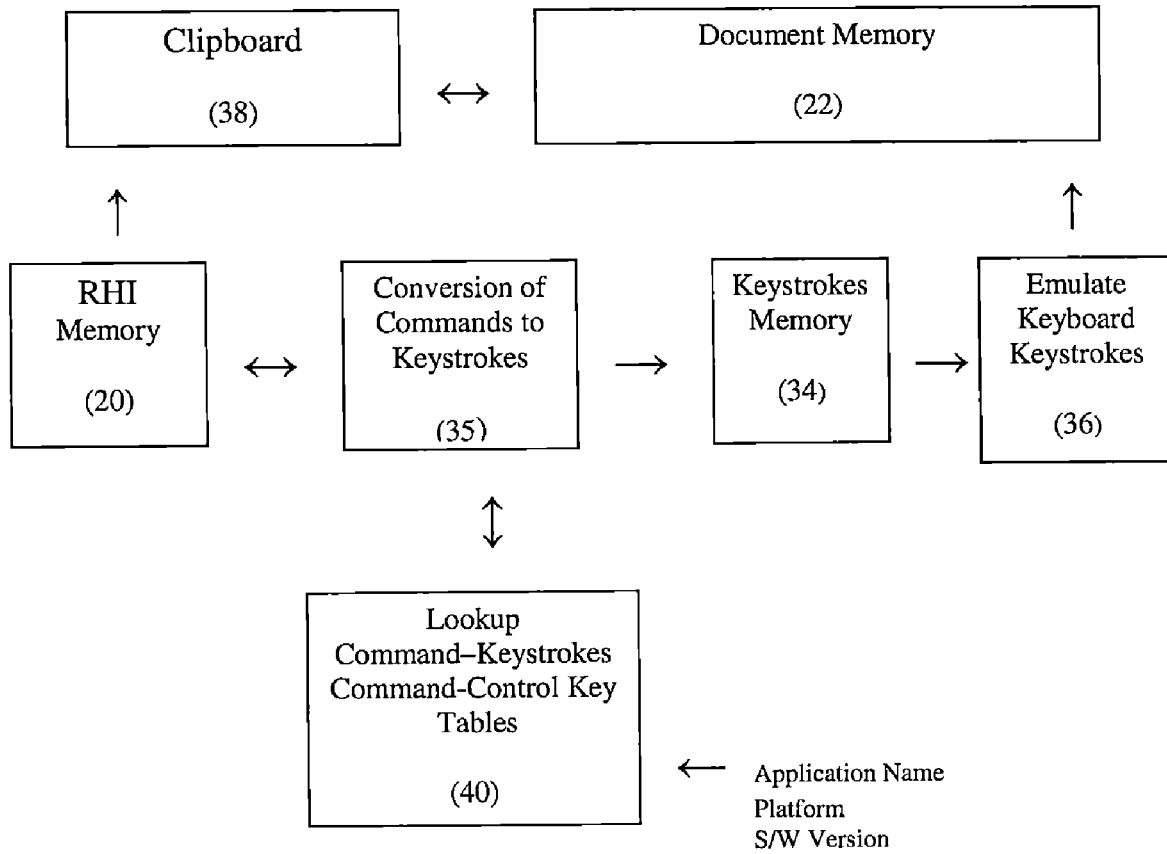 Clipboard
(38)
Document Memory
(22)
RHI
Memory
(20)
Conversion of
Commands to
Keystrokes
(35)
Keystrokes
Memory
(34)
Emulate
Keyboard
Keystrokes
(36)
Lookup
Command–Keystrokes
Command-Control Key
Tables
(40)
Application Name
Platform
S/W Version